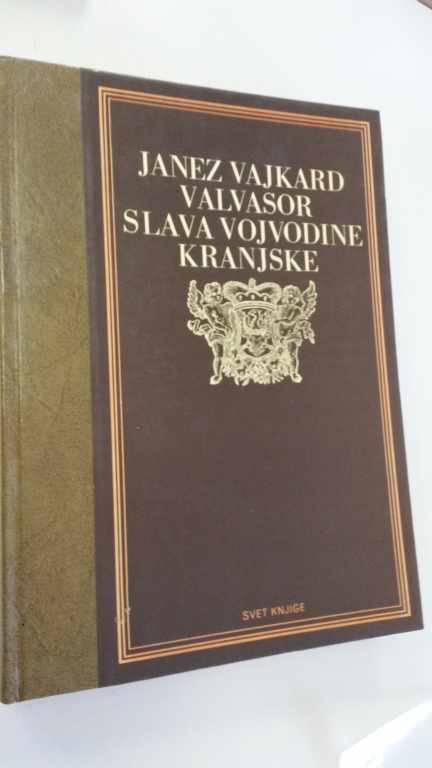 JANEZ VAJKARD
VALVASOR
SLAVA VOJVODINE
KRANJSKE
SVET KNJIGE